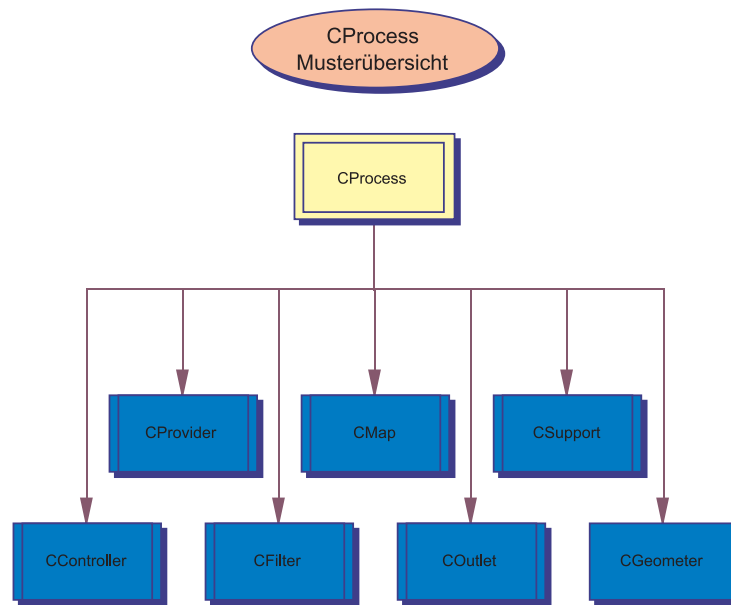 CProcess
Musterübersicht
CProcess
CProvider
CMap
CSupport
CController
CFilter
COutlet
CGeometer